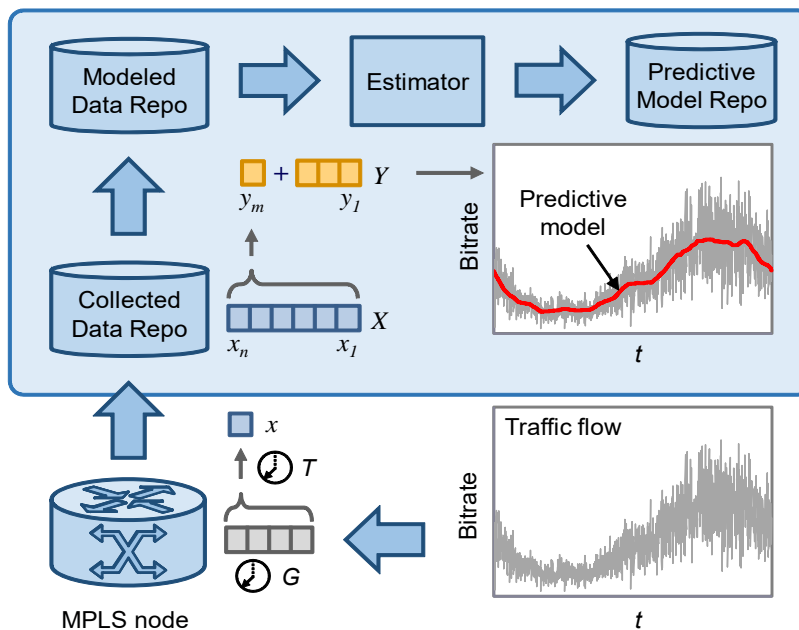 Modeled
Data Repo
Estimator
Predictive
Model Repo
+ Y
y_m y_1
Predictive
model
Bitrate
t
Collected
Data Repo
X
x_n x_1
x
T
G
MPLS node
Traffic flow
Bitrate
t